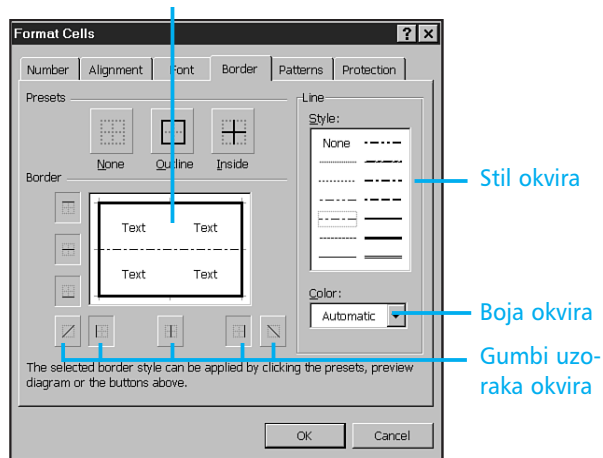 Format Cells
Number Alignment Font Border Patterns Protection
Presets
None Outline Inside
Border
Text Text
Text Text
Line
Style:
None
Color:
Automatic
The selected border style can be applied by clicking the presets, preview
diagram or the buttons above.
OK Cancel
Stil okvira
Boja okvira
Gumbi uzo-
raka okvira